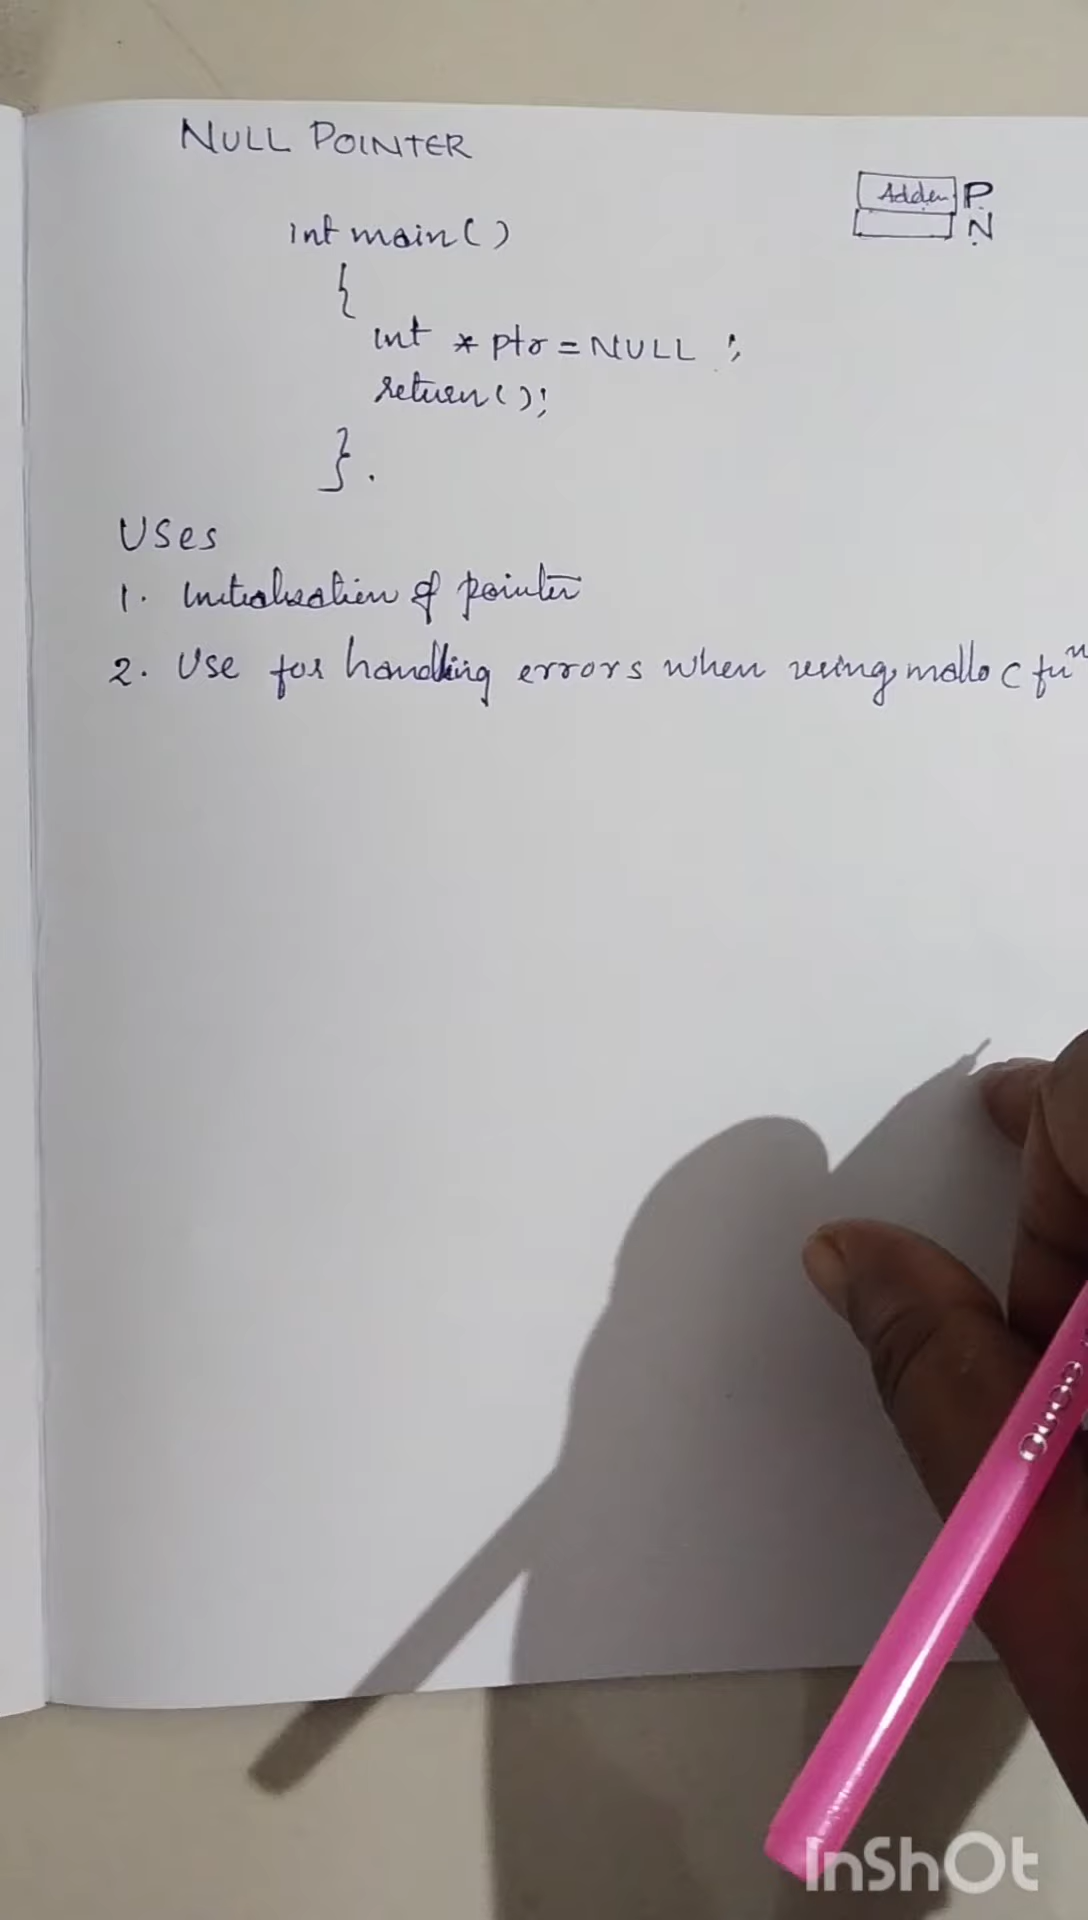 NULL POINTER
Adden P
N
int main()
{
int * ptr = NULL ;
return();
}.
Uses
1. Initialisation of pointer
2. Use for handling errors when using malloc fuⁿ
InShOt